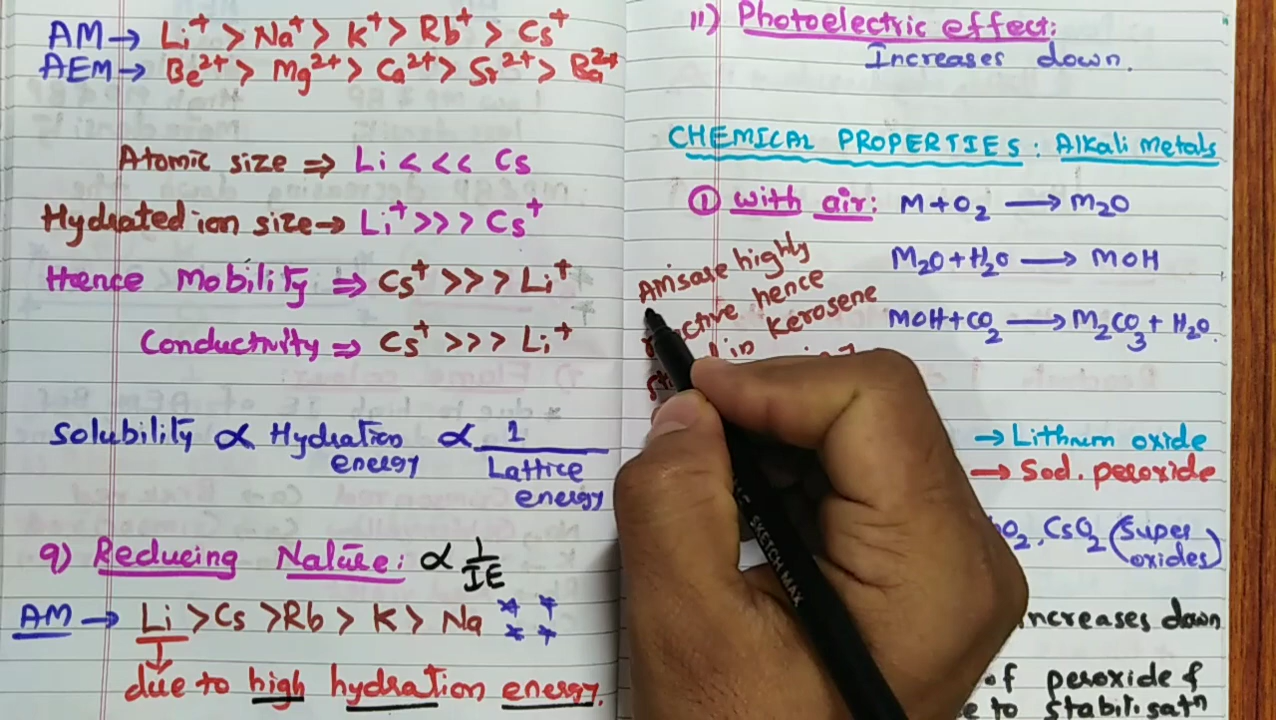 AM → Li⁺ > Na⁺ > K⁺ > Rb⁺ > Cs⁺
AEM → Be²⁺ > Mg²⁺ > Ca²⁺ > Sr²⁺ > Ba²⁺
Atomic size ⇒ Li < < < Cs
Hydrated ion size → Li⁺ >>> Cs⁺
Hence Mobility ⇒ Cs⁺ >>> Li⁺
Conductivity ⇒ Cs⁺ >>> Li⁺
Solubility ∝ Hydration energy ∝ 1 / Lattice energy
9) Reducing Nature: ∝ 1/IE
AM → Li > Cs > Rb > K > Na ****
due to high hydration energy.
11) Photoelectric effect:
Increases down.
CHEMICAL PROPERTIES: Alkali metals
① with air: M + O₂ → M₂O
M₂O + H₂O → MOH
MOH + CO₂ → M₂CO₃ + H₂O.
highly
hence
in Kerosene
→ Lithium oxide
→ Sod. peroxide
CsO₂ (Super oxides)
increases down
of peroxide &
to stabilisatⁿ